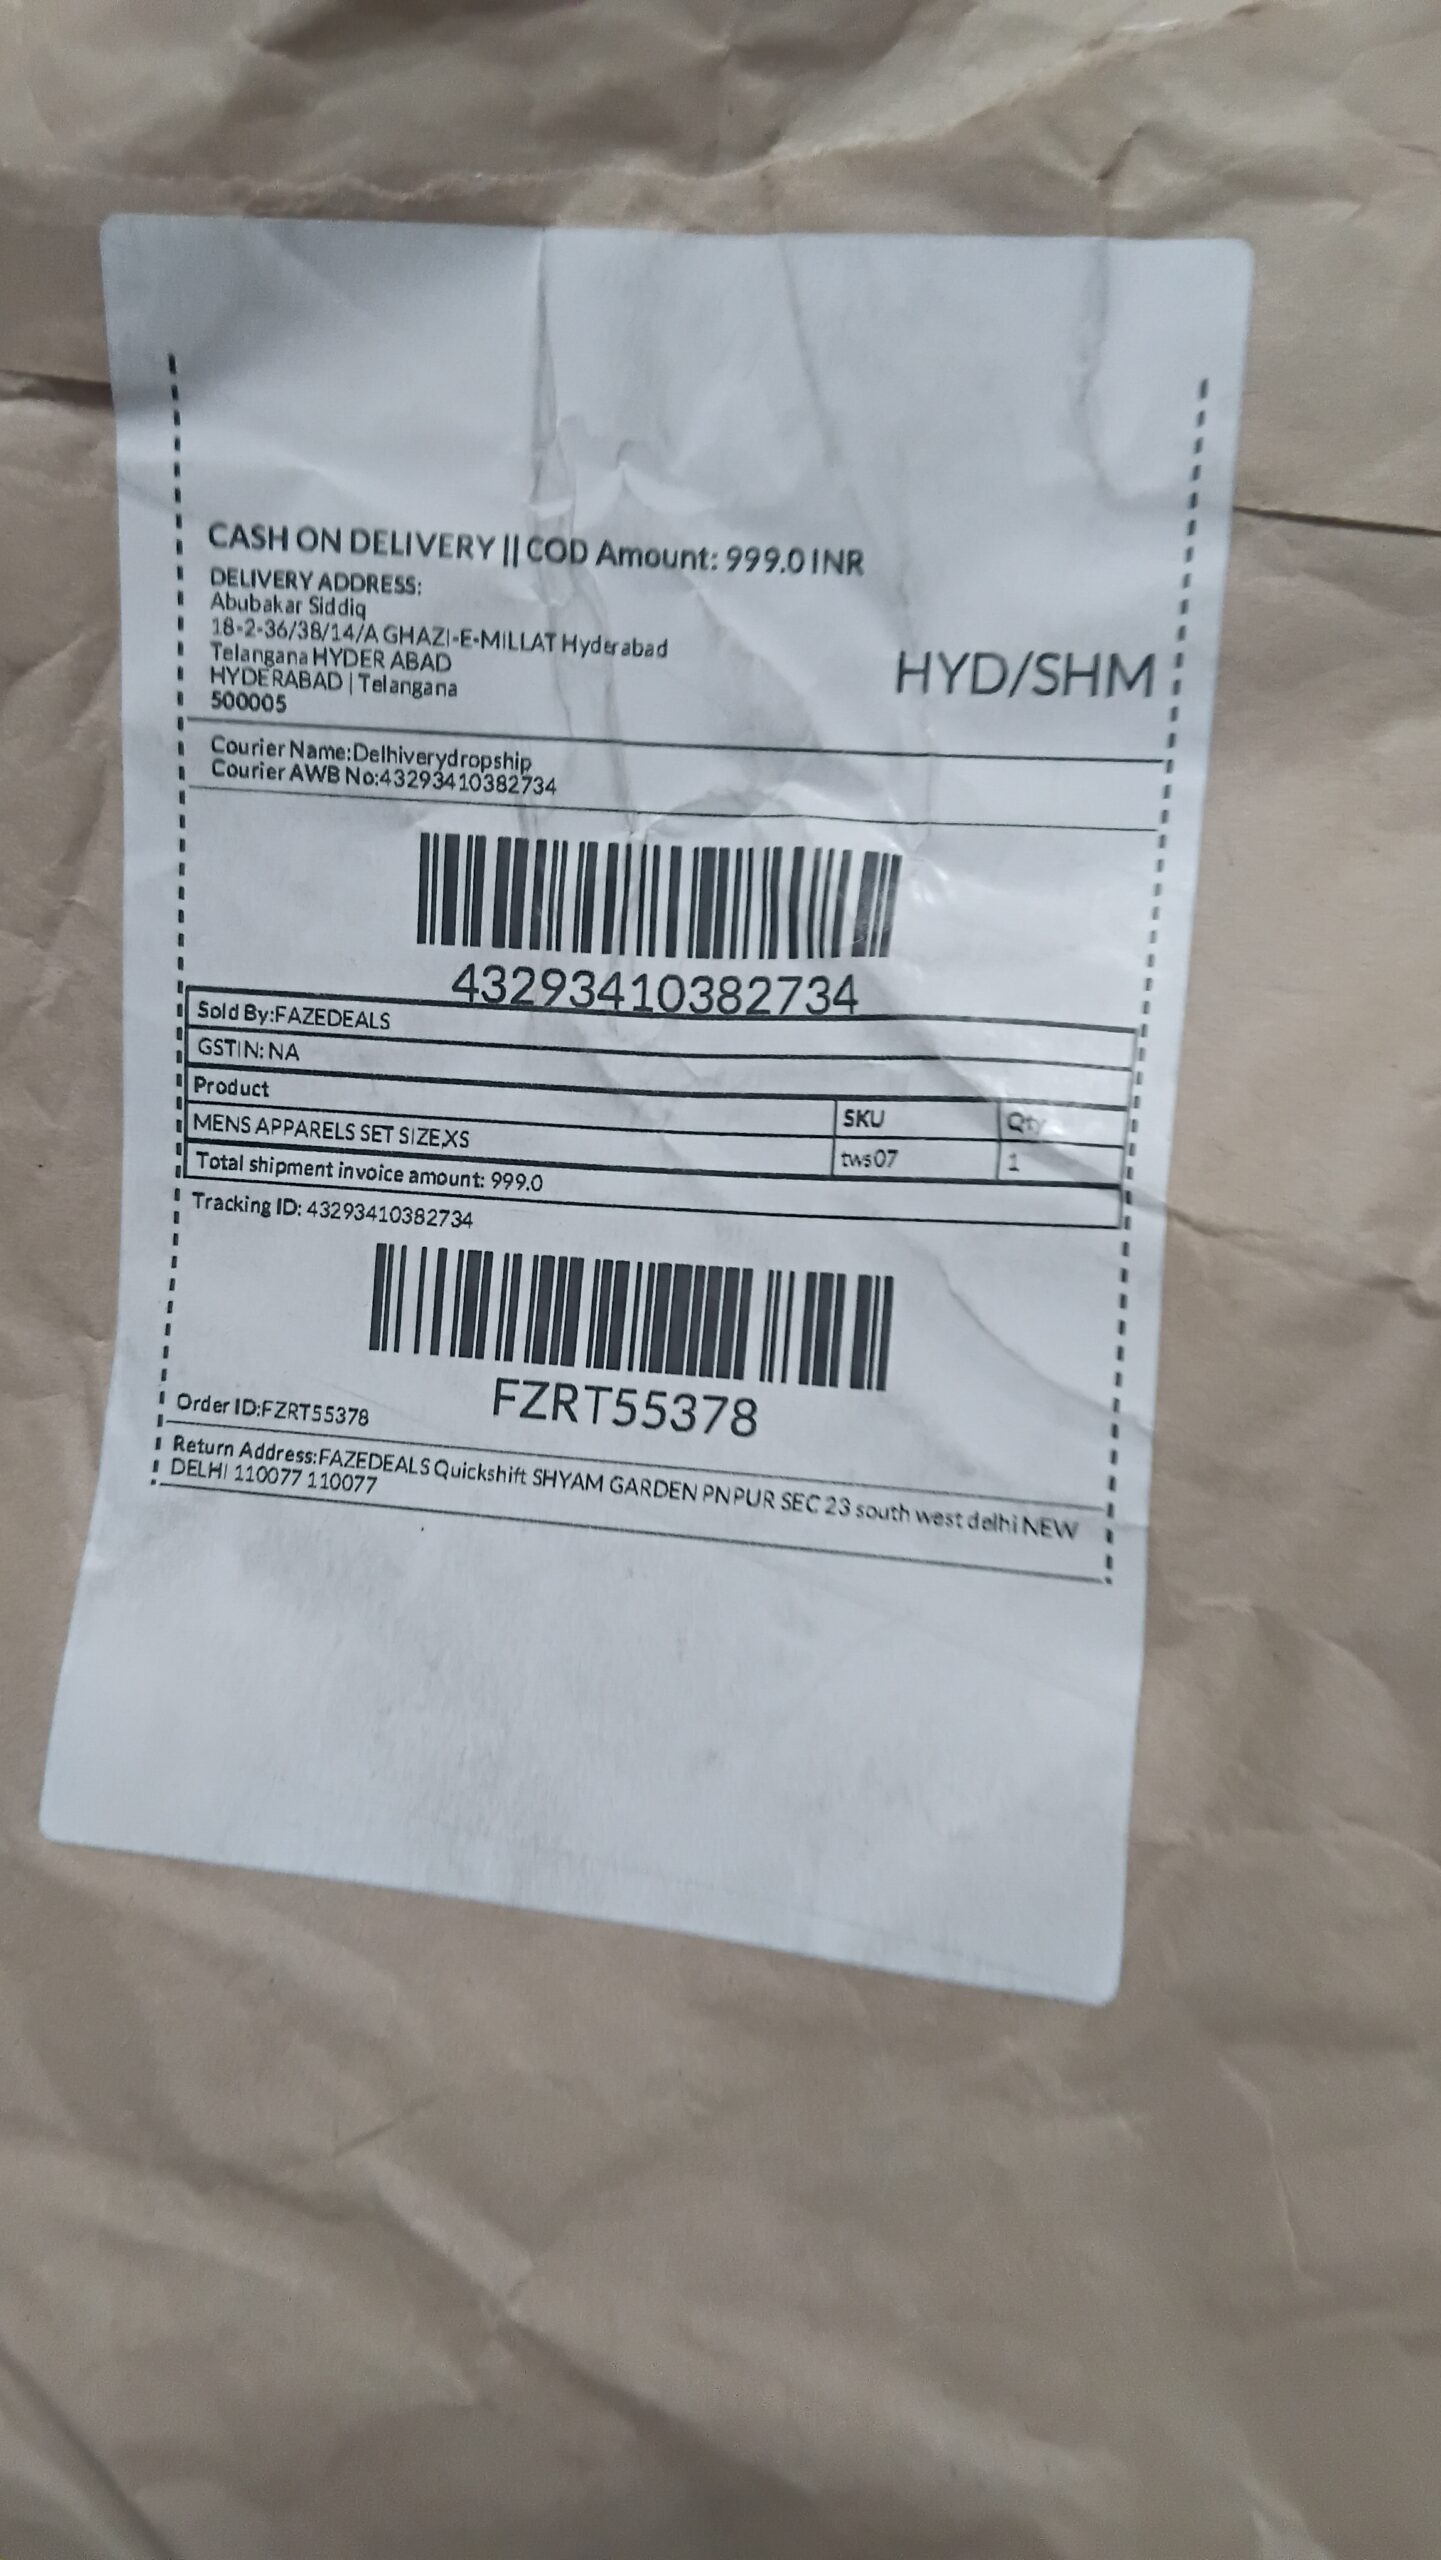 CASH ON DELIVERY || COD Amount: 999.0 INR
DELIVERY ADDRESS:
Abubakar Siddiq
18-2-36/38/14/A GHAZI-E-MILLAT Hyderabad
Telangana HYDER ABAD
HYDERABAD | Telangana
500005
HYD/SHM
Courier Name:Delhiverydropship
Courier AWB No:43293410382734
43293410382734
Sold By:FAZEDEALS
GSTIN: NA
Product SKU Qty
MENS APPARELS SET SIZE,XS tws07 1
Total shipment invoice amount: 999.0
Tracking ID: 43293410382734
FZRT55378
Order ID:FZRT55378
Return Address:FAZEDEALS Quickshift SHYAM GARDEN PNPUR SEC 23 south west delhi NEW
DELHI 110077 110077